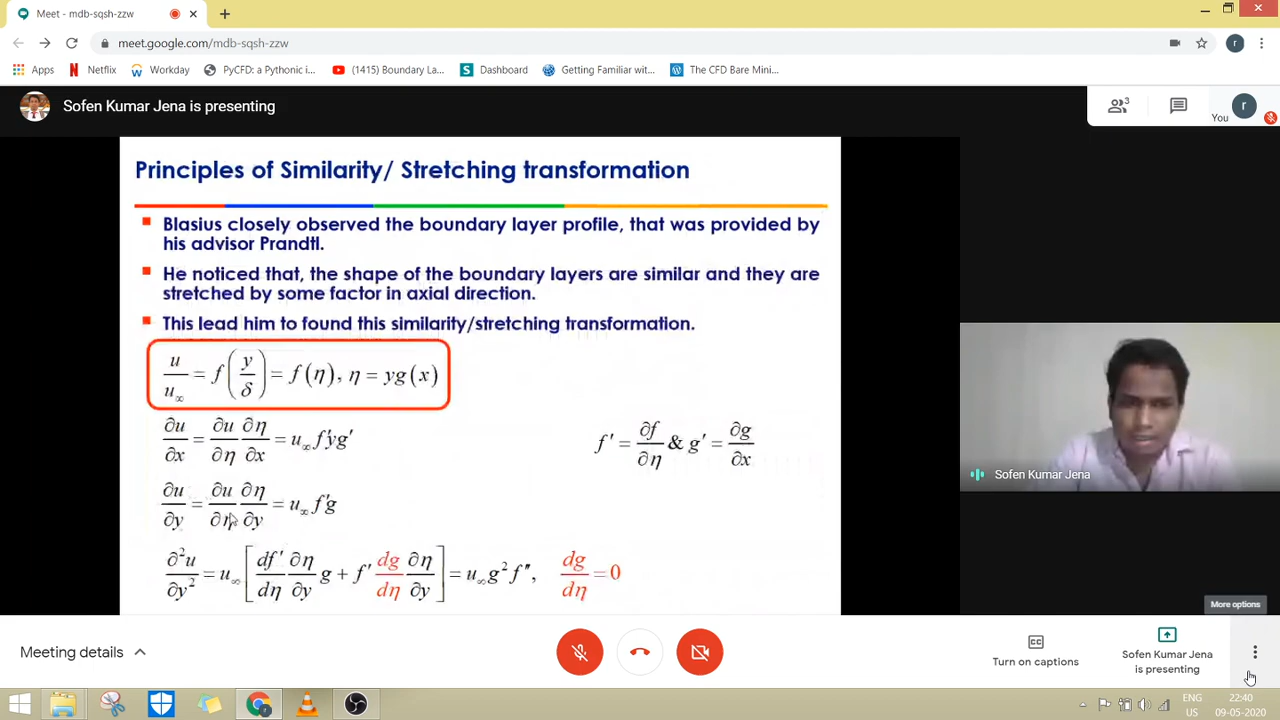 Meet - mdb-sqsh-zzw
meet.google.com/mdb-sqsh-zzw
Apps Netflix Workday PyCFD: a Pythonic i... (1415) Boundary La... Dashboard Getting Familiar wit... The CFD Bare Mini...
Sofen Kumar Jena is presenting
3
You r
Principles of Similarity/ Stretching transformation
Blasius closely observed the boundary layer profile, that was provided by
his advisor Prandtl.
He noticed that, the shape of the boundary layers are similar and they are
stretched by some factor in axial direction.
This lead him to found this similarity/stretching transformation.
u/u∞ = f(y/δ) = f(η), η = yg(x)
∂u/∂x = ∂u/∂η ∂η/∂x = u∞ f'yg'
f' = ∂f/∂η & g' = ∂g/∂x
∂u/∂y = ∂u/∂η ∂η/∂y = u∞ f'g
∂²u/∂y² = u∞ [df'/dη ∂η/∂y g + f' dg/dη ∂η/∂y] = u∞ g² f'', dg/dη = 0
Sofen Kumar Jena
More options
Meeting details
Turn on captions
Sofen Kumar Jena
is presenting
ENG
US
22:40
09-05-2020